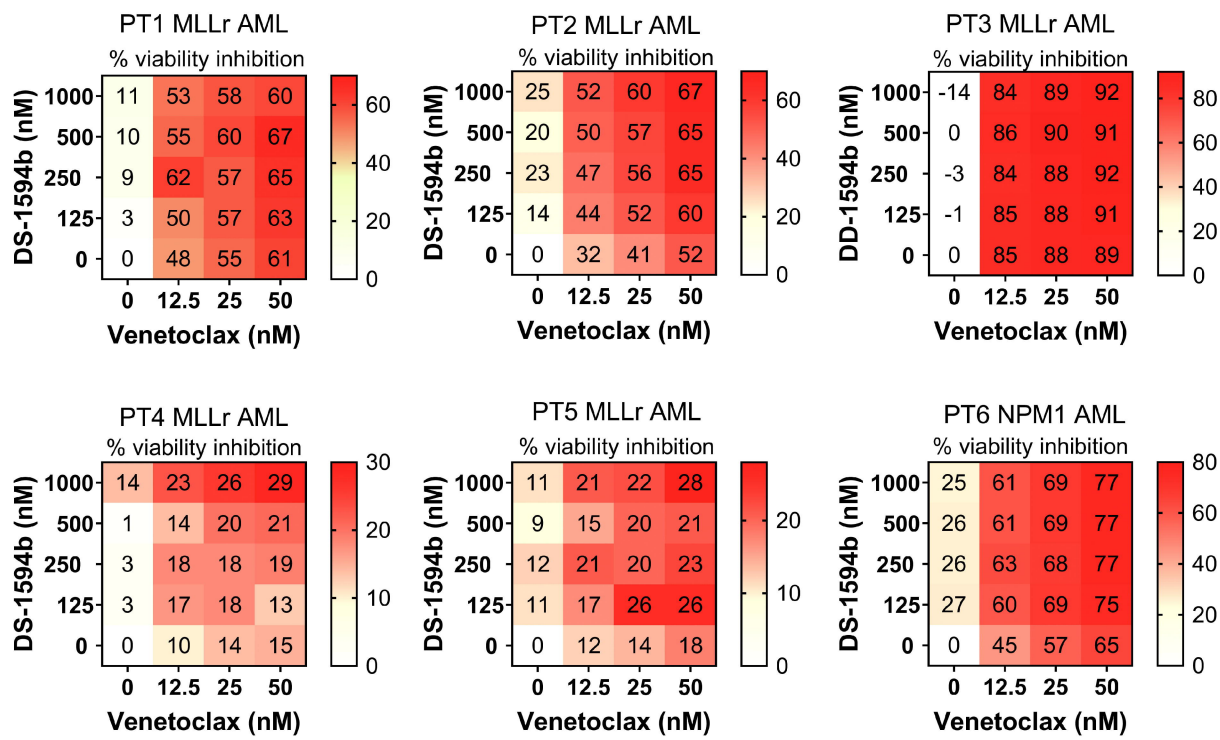 PT1 MLLr AML
% viability inhibition
DS-1594b (nM)
1000 11 53 58 60
500 10 55 60 67
250 9 62 57 65
125 3 50 57 63
0 0 48 55 61
0 12.5 25 50
Venetoclax (nM)
60
40
20
0
PT2 MLLr AML
% viability inhibition
DS-1594b (nM)
1000 25 52 60 67
500 20 50 57 65
250 23 47 56 65
125 14 44 52 60
0 0 32 41 52
0 12.5 25 50
Venetoclax (nM)
60
40
20
0
PT3 MLLr AML
% viability inhibition
DD-1594b (nM)
1000 -14 84 89 92
500 0 86 90 91
250 -3 84 88 92
125 -1 85 88 91
0 0 85 88 89
0 12.5 25 50
Venetoclax (nM)
80
60
40
20
0
PT4 MLLr AML
% viability inhibition
DS-1594b (nM)
1000 14 23 26 29
500 1 14 20 21
250 3 18 18 19
125 3 17 18 13
0 0 10 14 15
0 12.5 25 50
Venetoclax (nM)
30
20
10
0
PT5 MLLr AML
% viability inhibition
DS-1594b (nM)
1000 11 21 22 28
500 9 15 20 21
250 12 21 20 23
125 11 17 26 26
0 0 12 14 18
0 12.5 25 50
Venetoclax (nM)
20
10
0
PT6 NPM1 AML
% viability inhibition
DS-1594b (nM)
1000 25 61 69 77
500 26 61 69 77
250 26 63 68 77
125 27 60 69 75
0 0 45 57 65
0 12.5 25 50
Venetoclax (nM)
80
60
40
20
0